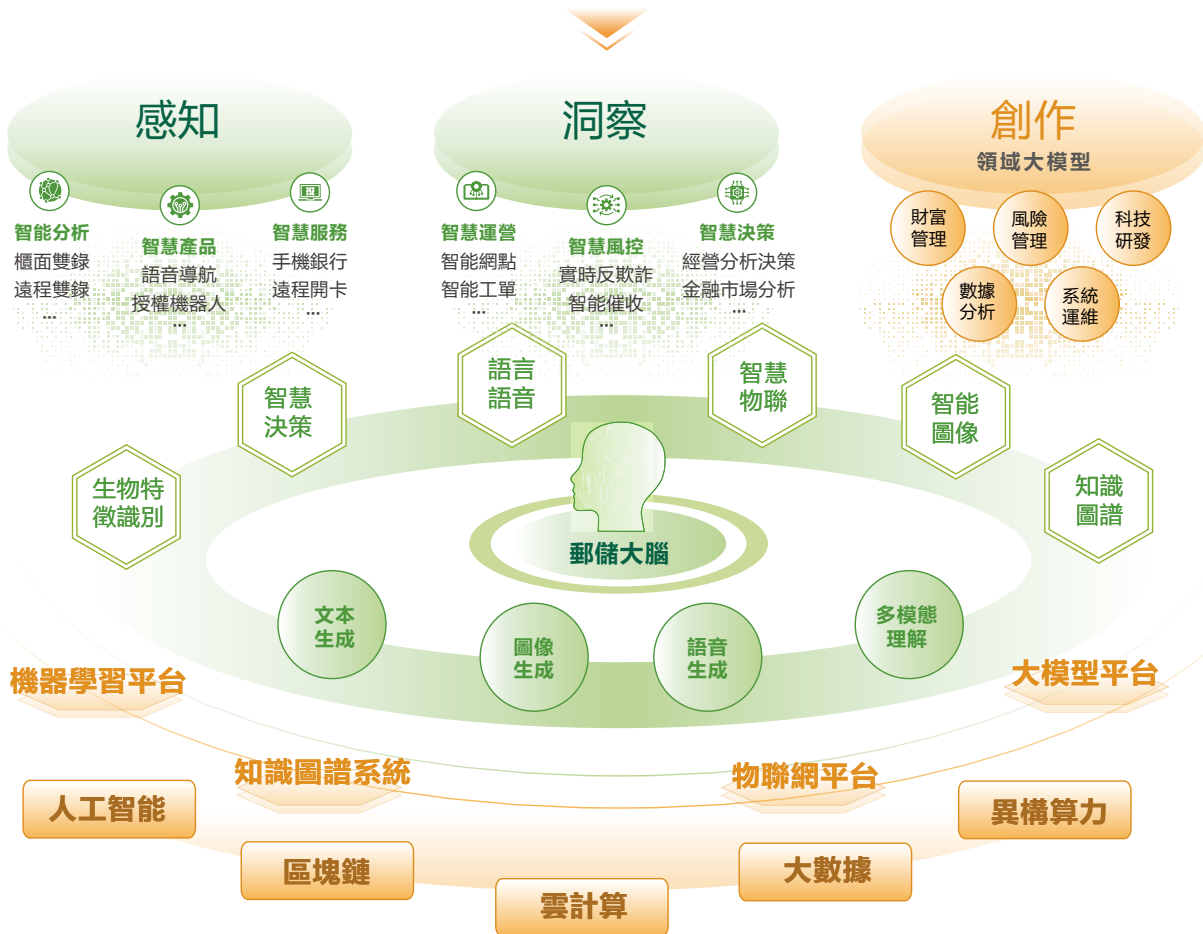 感知
智能分析
櫃面雙錄
遠程雙錄
...
智慧產品
語音導航
授權機器人
...
智慧服務
手機銀行
遠程開卡
...
洞察
智慧運營
智能網點
智能工單
...
智慧風控
實時反欺詐
智能催收
...
智慧決策
經營分析決策
金融市場分析
...
創作
領域大模型
財富
管理
風險
管理
科技
研發
數據
分析
系統
運維
生物特
徵識別
智慧
決策
語言
語音
智慧
物聯
智能
圖像
知識
圖譜
郵儲大腦
文本
生成
圖像
生成
語音
生成
多模態
理解
機器學習平台
知識圖譜系統
物聯網平台
大模型平台
人工智能
區塊鏈
雲計算
大數據
異構算力